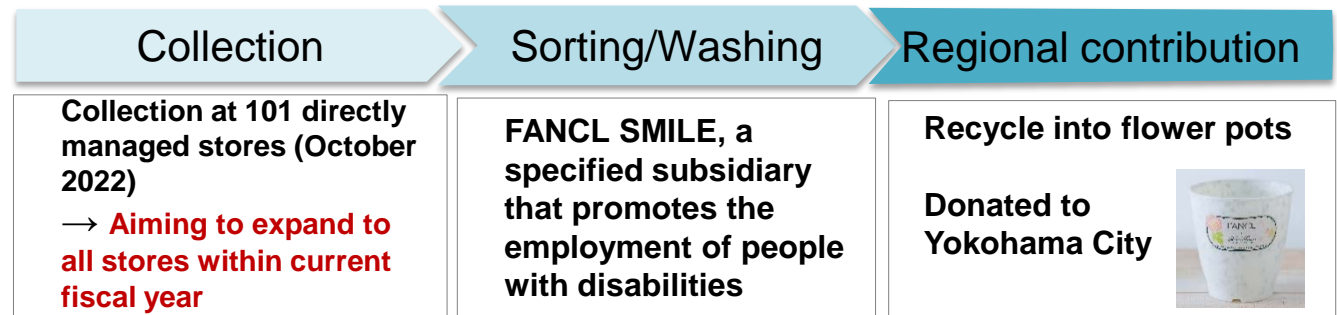 Collection
Sorting/Washing
Regional contribution
Collection at 101 directly
managed stores (October
2022)
→ Aiming to expand to
all stores within current
fiscal year
FANCL SMILE, a
specified subsidiary
that promotes the
employment of people
with disabilities
Recycle into flower pots
Donated to
Yokohama City
FANCL